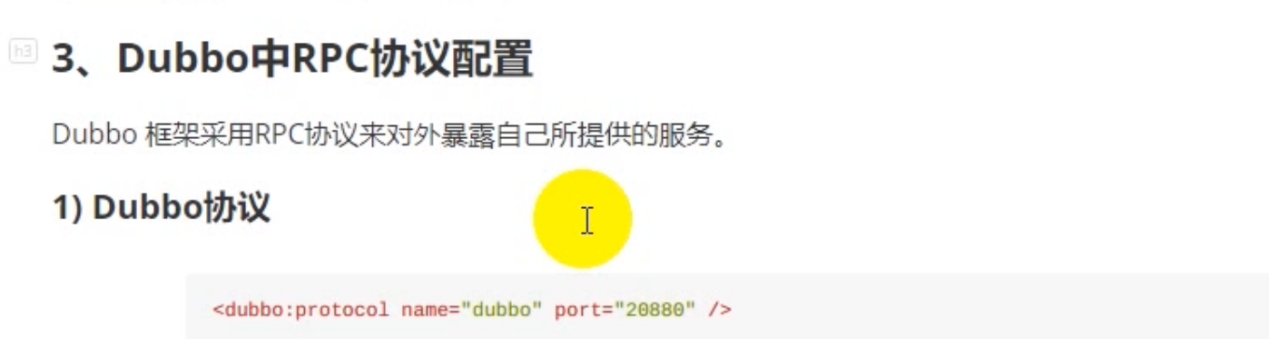 h3
3、Dubbo中RPC协议配置
Dubbo 框架采用RPC协议来对外暴露自己所提供的服务。
1) Dubbo协议
<dubbo:protocol name="dubbo" port="20880" />